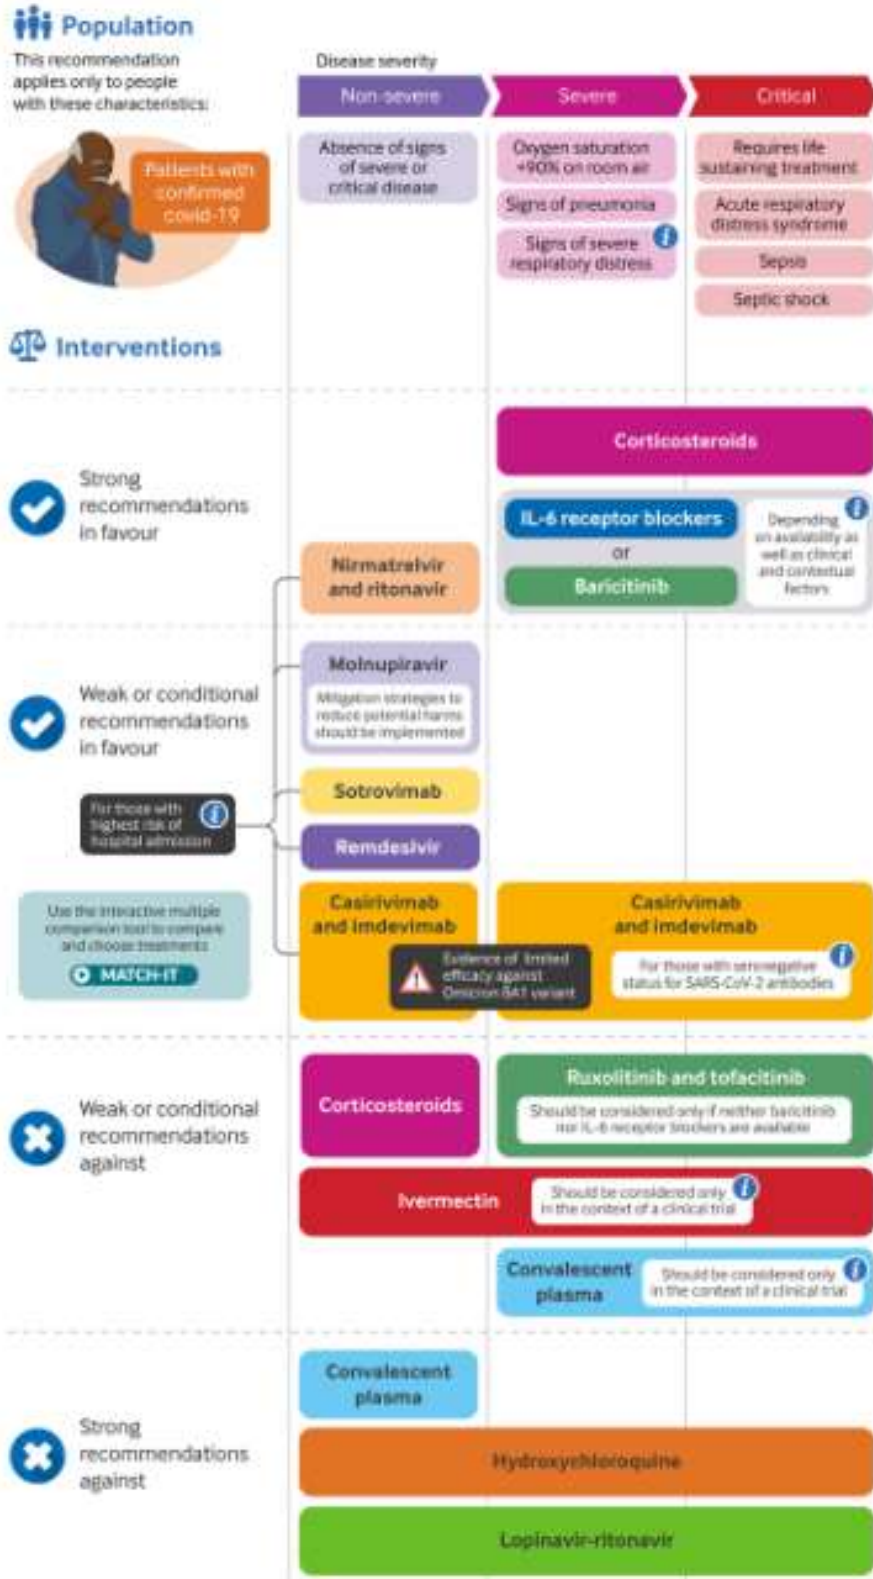 Population
This recommendation
applies only to people
with these characteristics:
Patients with
confirmed
covid-19
Disease severity
Non-severe
Severe
Critical
Absence of signs
of severe or
critical disease
Oxygen saturation
<90% on room air
Signs of pneumonia
Signs of severe
respiratory distress
Requires life
sustaining treatment
Acute respiratory
distress syndrome
Sepsis
Septic shock
Interventions
Strong
recommendations
in favour
Corticosteroids
IL-6 receptor blockers
or
Baricitinib
Depending
on availability as
well as clinical
and contextual
factors
Nirmatrelvir
and ritonavir
Weak or conditional
recommendations
in favour
Molnupiravir
Mitigation strategies to
reduce potential harms
should be implemented
Sotrovimab
For those with
highest risk of
hospital admission
Remdesivir
Use the interactive multiple
comparison tool to compare
and choose treatments
MATCH-IT
Casirivimab
and imdevimab
Evidence of limited
efficacy against
Omicron BA1 variant
Casirivimab
and imdevimab
For those with seronegative
status for SARS-CoV-2 antibodies
Weak or conditional
recommendations
against
Corticosteroids
Ruxolitinib and tofacitinib
Should be considered only if neither baricitinib
nor IL-6 receptor blockers are available
Ivermectin
Should be considered only
in the context of a clinical trial
Convalescent
plasma
Should be considered only
in the context of a clinical trial
Strong
recommendations
against
Convalescent
plasma
Hydroxychloroquine
Lopinavir-ritonavir